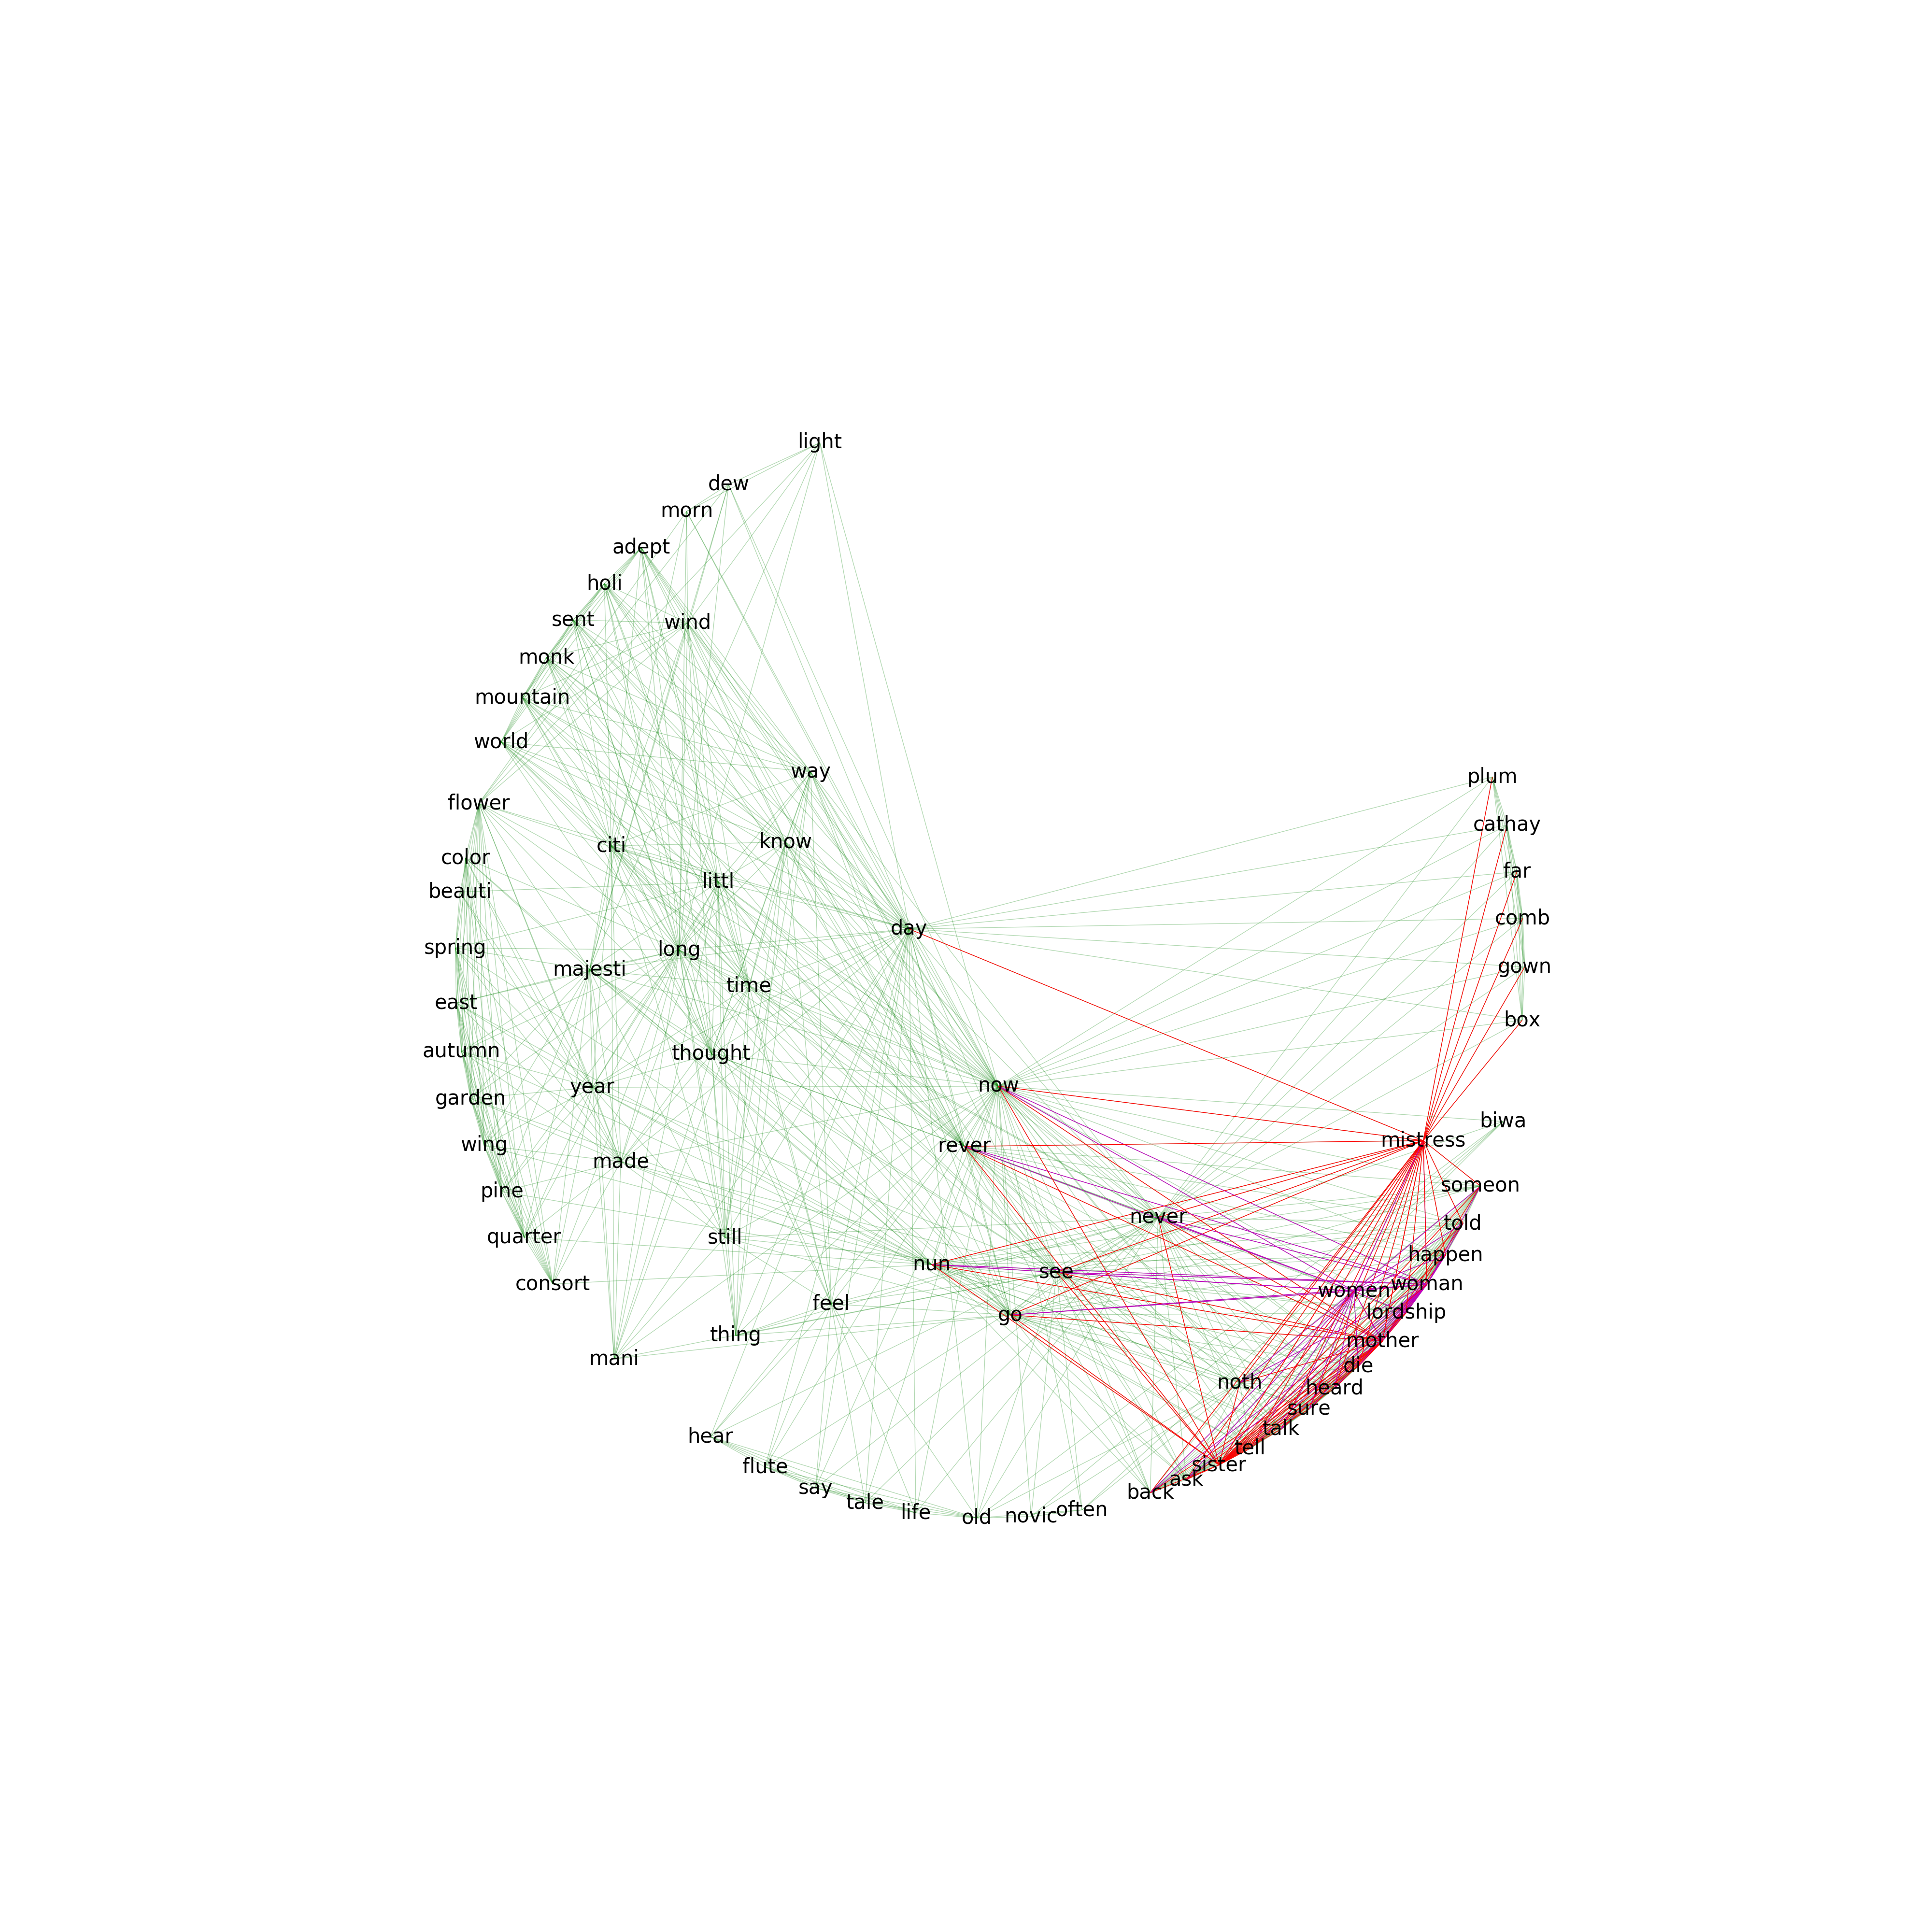 light
dew
morn
adept
holi
sent
wind
monk
mountain
world
way
plum
flower
cathay
know
citi
color
far
littl
beauti
comb
day
spring
long
gown
majesti
time
east
box
autumn
thought
now
year
garden
biwa
mistress
wing
rever
made
someon
pine
never
told
quarter
still
happen
nun
see
consort
woman
women
feel
lordship
go
thing
mother
mani
die
noth
heard
sure
talk
hear
tell
sister
flute
ask
say
back
tale
often
life
novic
old